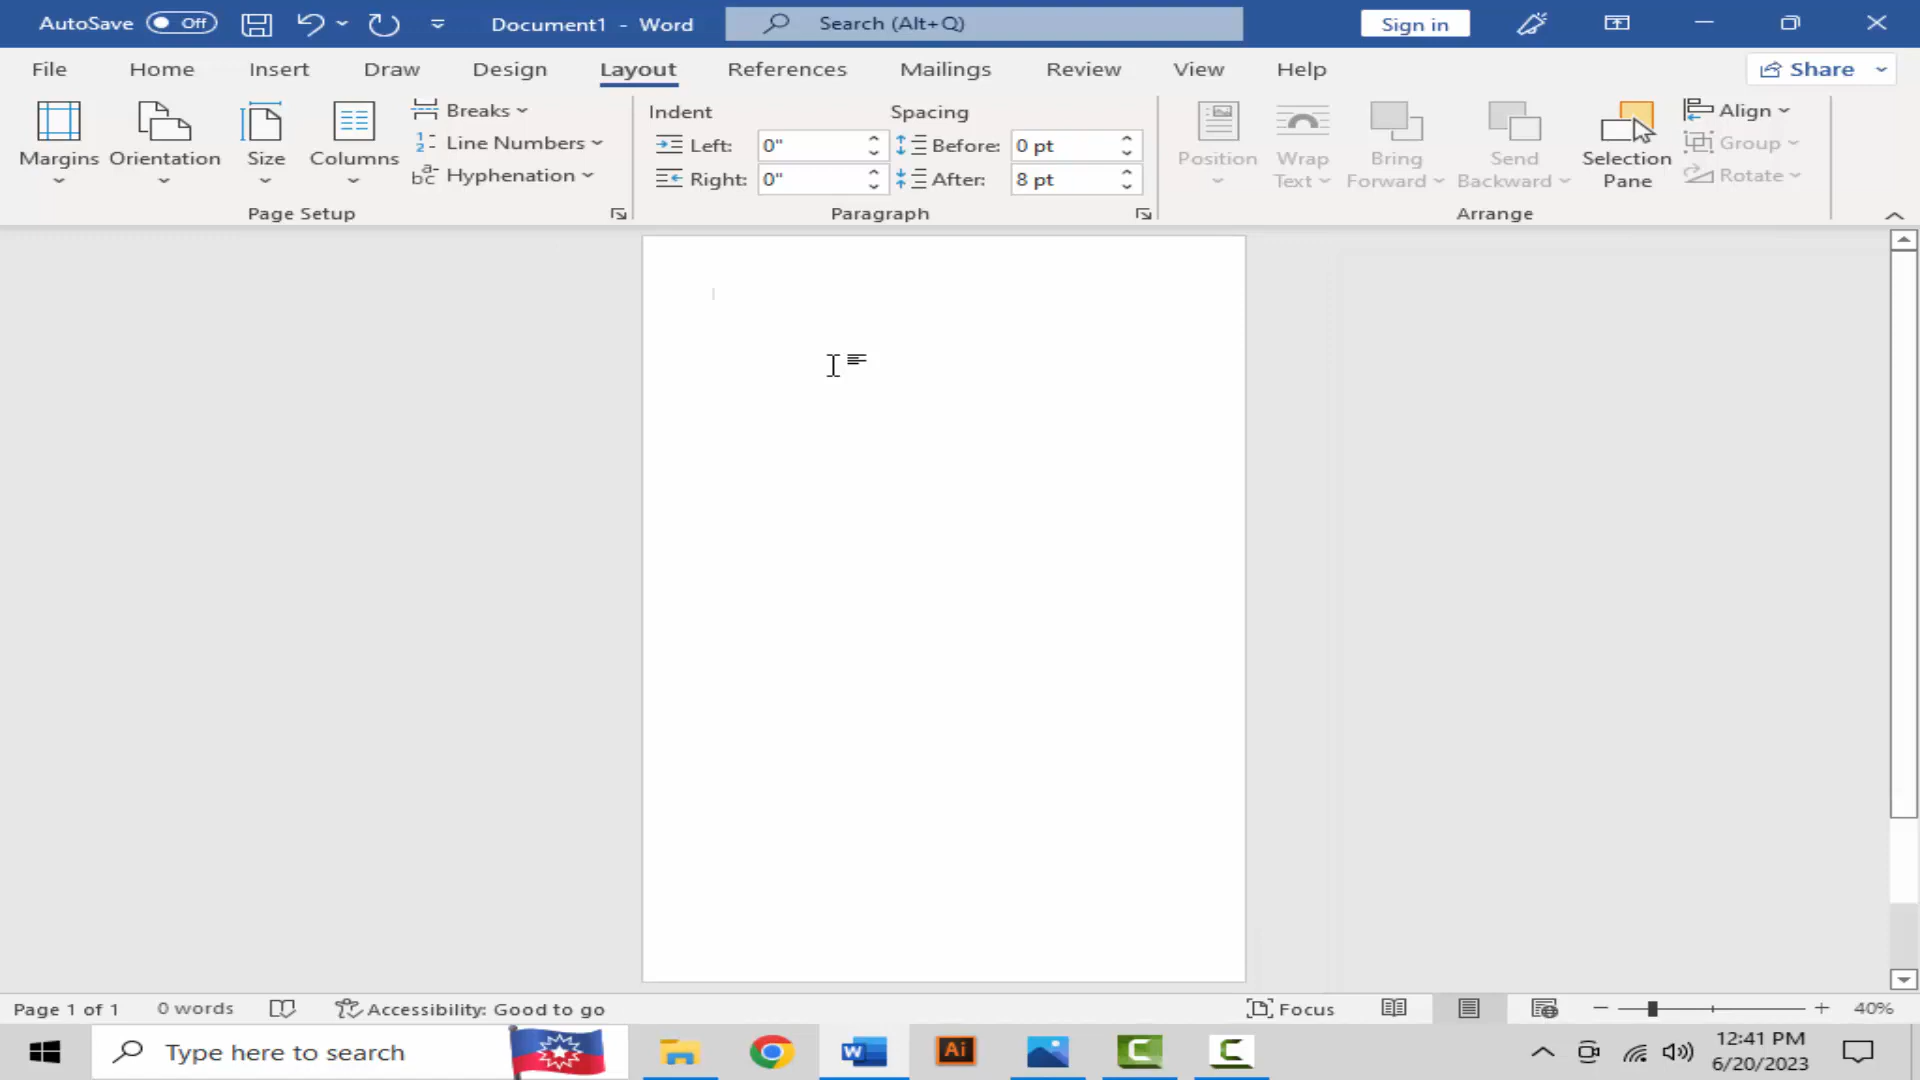 AutoSave Off Document1 - Word Search (Alt+Q) Sign in
File Home Insert Draw Design Layout References Mailings Review View Help Share
Margins Orientation Size Columns
Breaks
Line Numbers
Hyphenation
Page Setup
Indent Spacing
Left: 0" Before: 0 pt
Right: 0" After: 8 pt
Paragraph
Position Wrap Text Bring Forward Send Backward Selection Pane
Align
Group
Rotate
Arrange
Page 1 of 1 0 words Accessibility: Good to go Focus 40%
Type here to search Ai 12:41 PM
6/20/2023